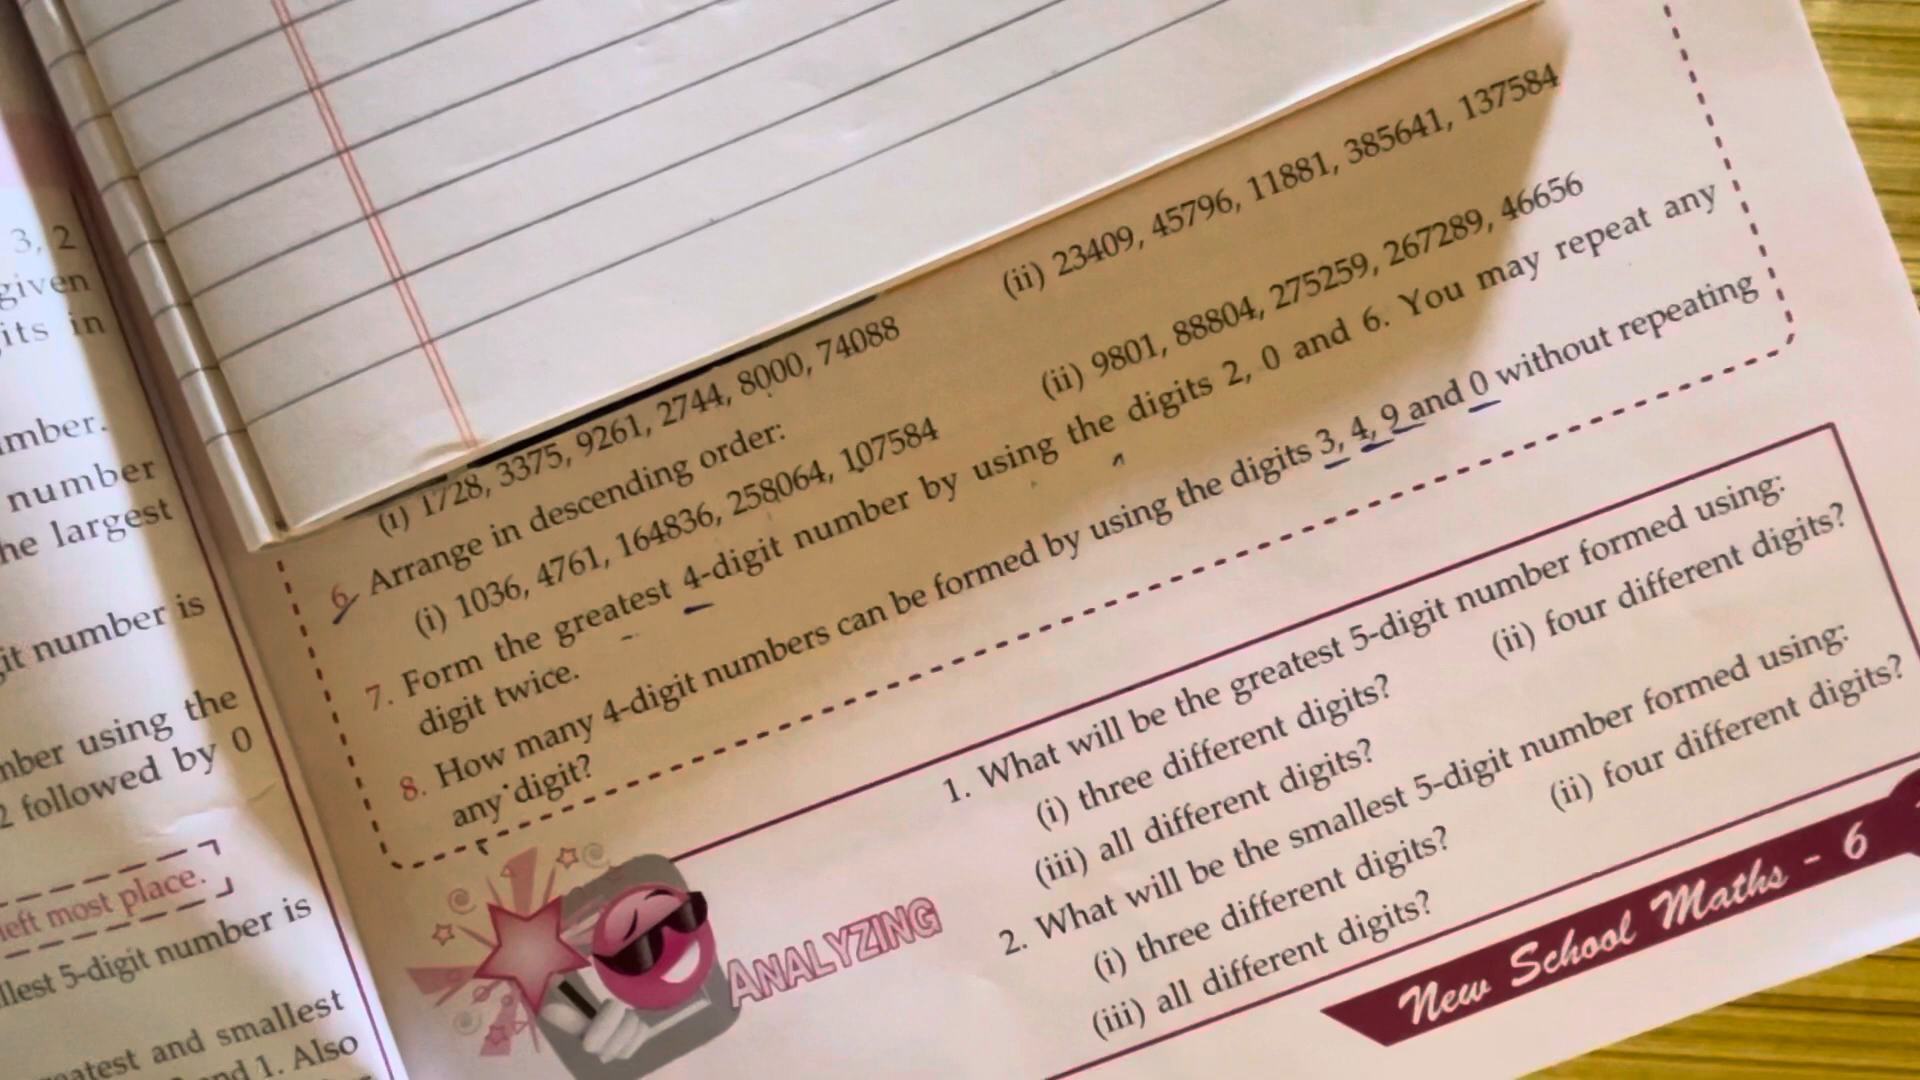 3, 2
given
its in
mber.
number
he largest
it number is
mber using the
2 followed by 0
left most place.
llest 5-digit number is
eatest and smallest
and 1. Also
(ii) 23409, 45796, 11881, 385641, 137584
(i) 1728, 3375, 9261, 2744, 8000, 74088
6. Arrange in descending order:
(i) 1036, 4761, 164836, 258064, 107584
(ii) 9801, 88804, 275259, 267289, 46656
7. Form the greatest 4-digit number by using the digits 2, 0 and 6. You may repeat any
digit twice.
8. How many 4-digit numbers can be formed by using the digits 3, 4, 9 and 0 without repeating
any digit?
ANALYZING
1. What will be the greatest 5-digit number formed using:
(i) three different digits?
(ii) four different digits?
(iii) all different digits?
2. What will be the smallest 5-digit number formed using:
(i) three different digits?
(ii) four different digits?
(iii) all different digits?
New School Maths - 6